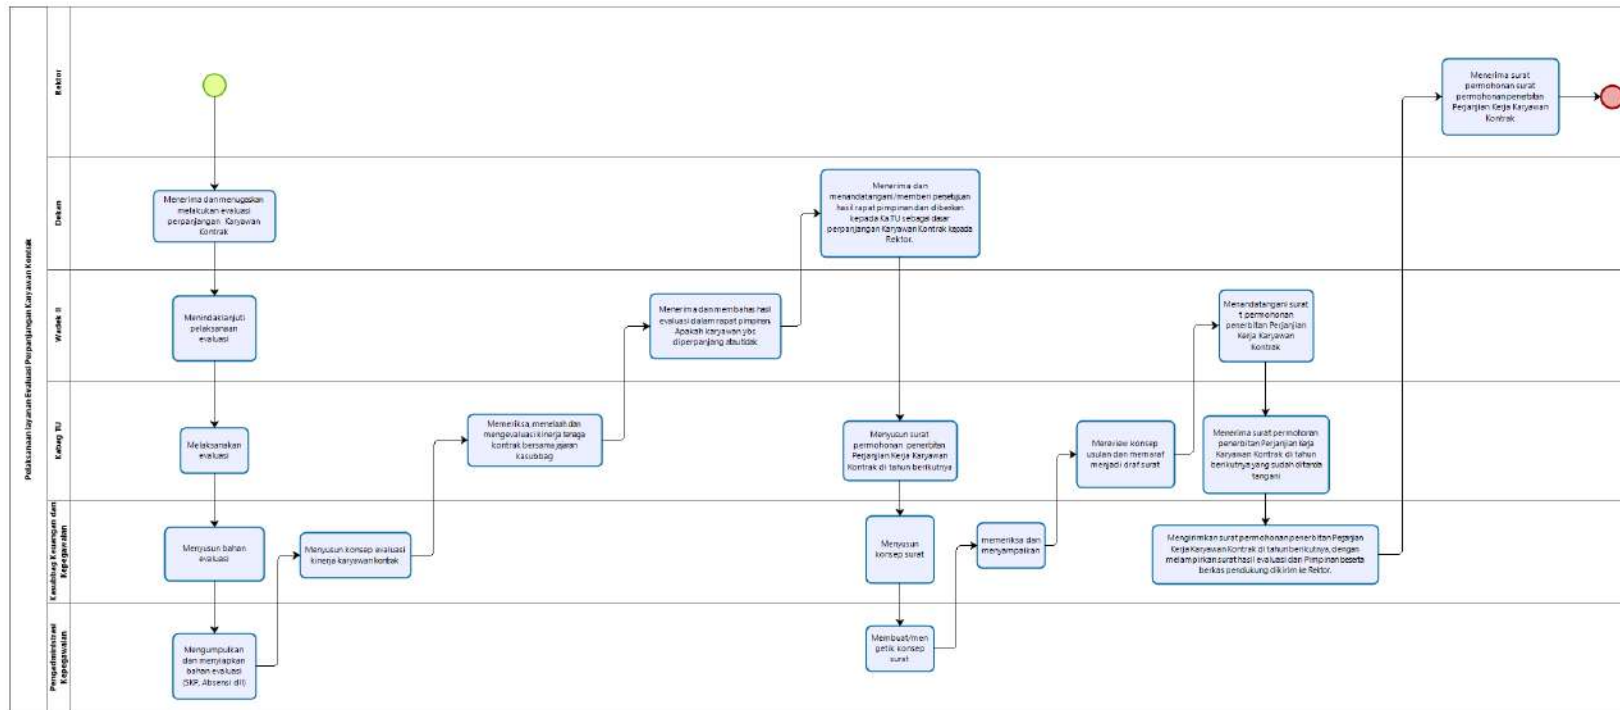 Pelaksanaan layanan Evaluasi Perpanjangan Karyawan Kontrak
Rektor
Menerima surat
permohonan surat
permohonan penerbitan
Perjanjian Kerja Karyawan
Kontrak
Dekan
Menerima dan menugaskan
melakukan evaluasi
perpanjangan Karyawan
Kontrak
Menerima dan
menandatangani/memberi
hasil rapat pimpinan dan diberikan
kepada Ka TU sebagai dasar
perpanjangan Karyawan Kontrak kepada
Rektor.
Wadek II
Menindaklanjuti
pelaksanaan
evaluasi
Menerima dan membahas hasil
evaluasi dalam rapat pimpinan.
Apakah karyawan ybs
diperpanjang atau tidak
Menandatangani surat
t permohonan
penerbitan Perjanjian
Kerja Karyawan
Kontrak
Kabag TU
Melaksanakan
evaluasi
Memeriksa, menelaah dan
mengevaluasi kinerja tenaga
kontrak bersama jajaran
kasubbag
Menyusun surat
permohonan penerbitan
Perjanjian Kerja Karyawan
Kontrak di tahun berikutnya
Mereview konsep
usulan dan memaraf
menjadi draf surat
Menerima surat permohonan
penerbitan Perjanjian Kerja
Karyawan Kontrak di tahun
berikutnya yang sudah ditanda
tangani
Kasubbag Keuangan dan
Kepegawaian
Menyusun bahan
evaluasi
Menyusun konsep evaluasi
kinerja karyawan kontrak
Menyusun
konsep surat
memeriksa dan
menyampaikan
Mengirimkan surat permohonan penerbitan Perjanjian
Kerja Karyawan Kontrak di tahun berikutnya, dengan
melampirkan surat hasil evaluasi dari Pimpinan beserta
berkas pendukung dikirim ke Rektor.
Pengadministrasi
Kepegawaian
Mengumpulkan
dan menyiapkan
bahan evaluasi
(SKP, Absensi dll)
Membuat/men
getik konsep
surat